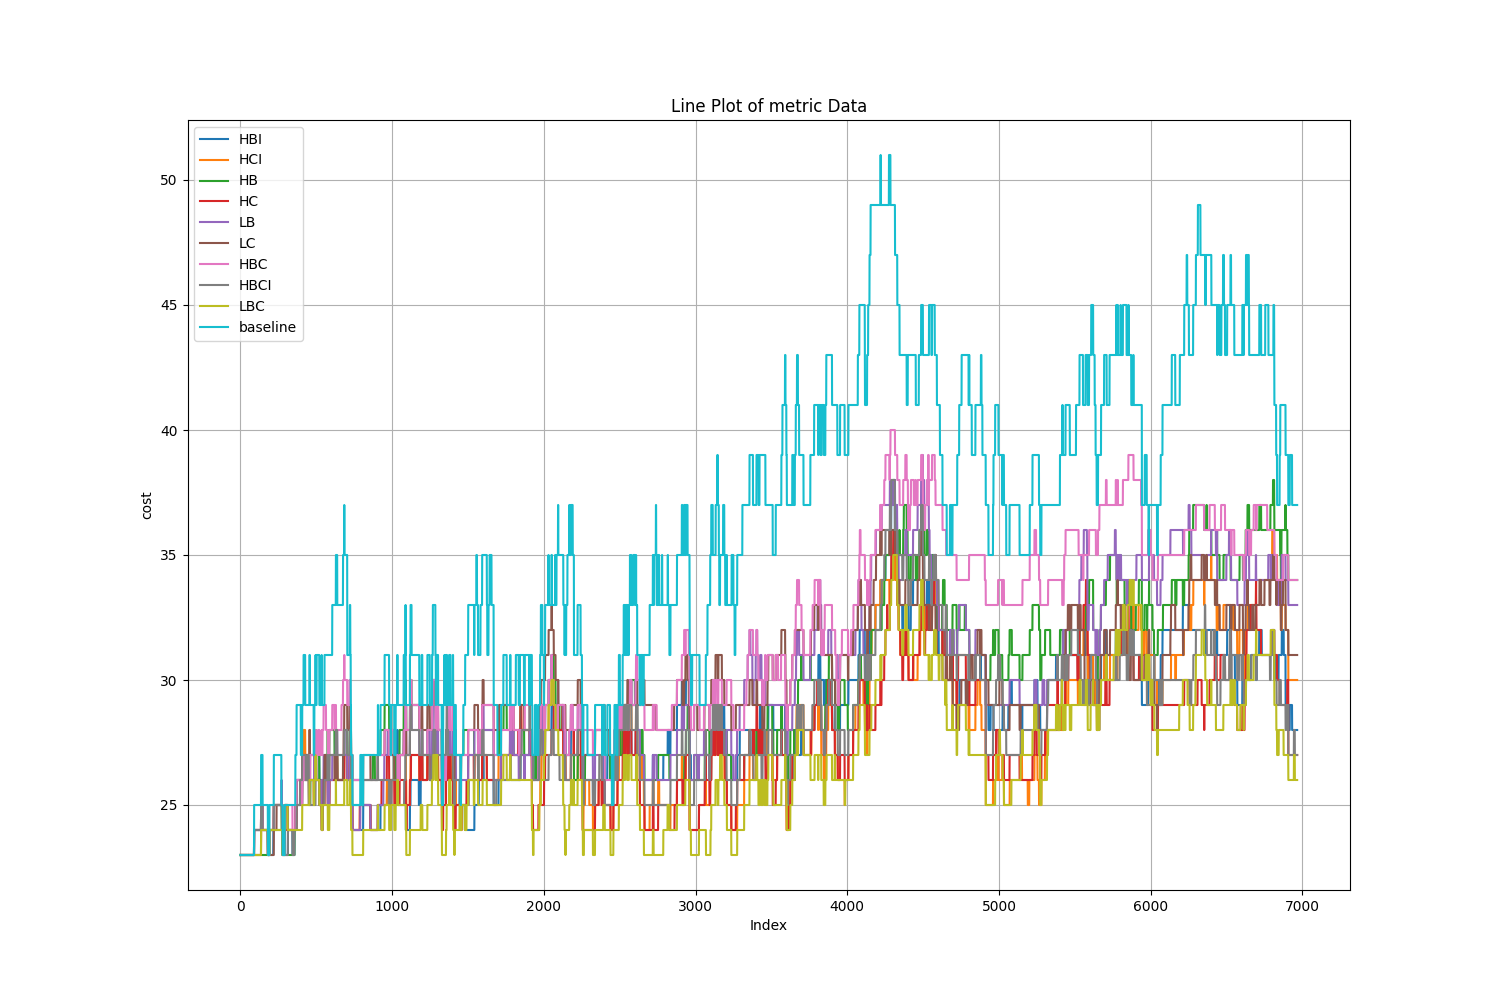 Line Plot of metric Data
HBI
HCI
HB
HC
LB
LC
HBC
HBCI
LBC
baseline
50
45
40
35
30
25
cost
0 1000 2000 3000 4000 5000 6000 7000
Index